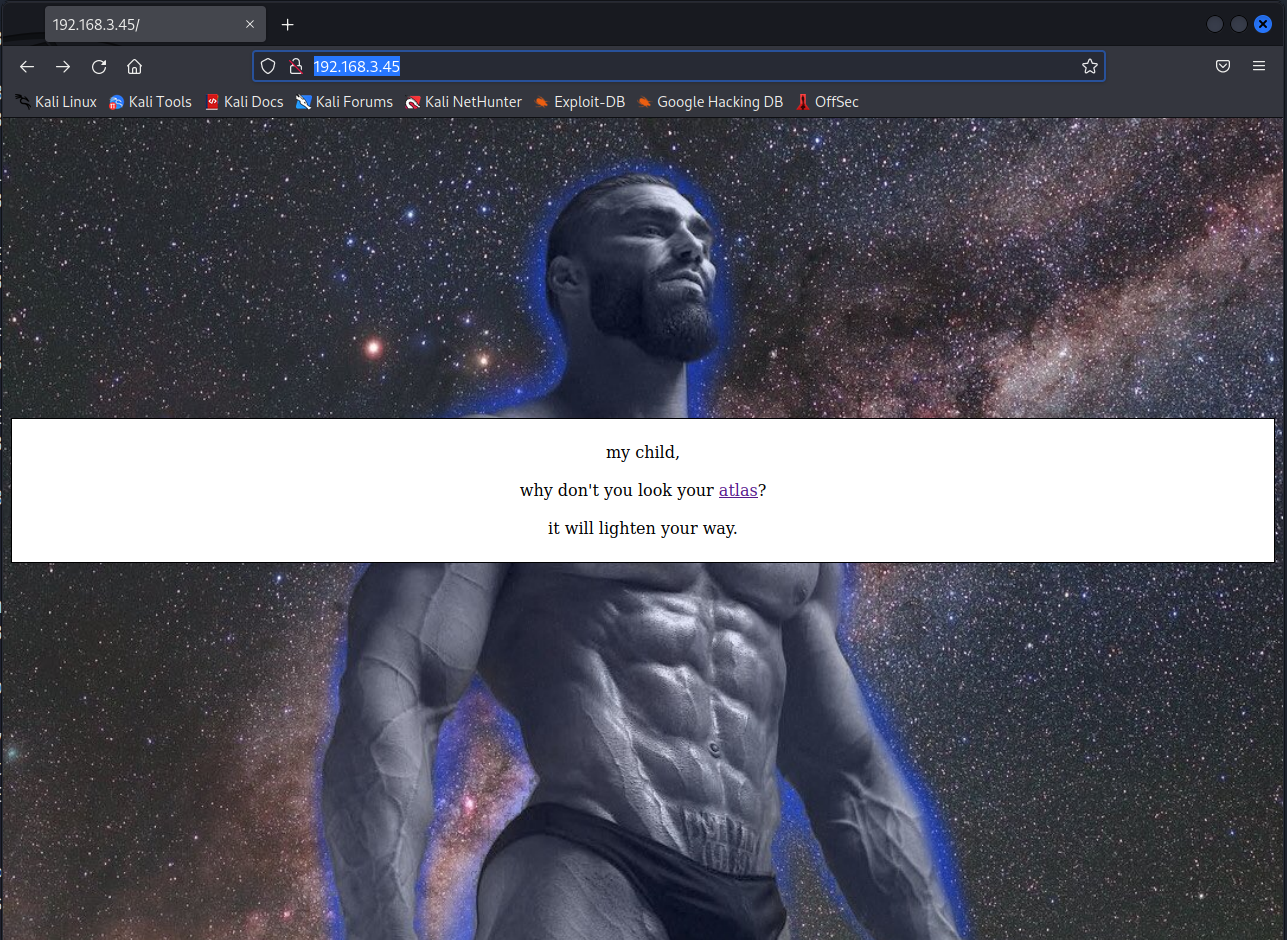 192.168.3.45/
192.168.3.45
Kali Linux Kali Tools Kali Docs Kali Forums Kali NetHunter Exploit-DB Google Hacking DB OffSec
my child,
why don't you look your atlas?
it will lighten your way.